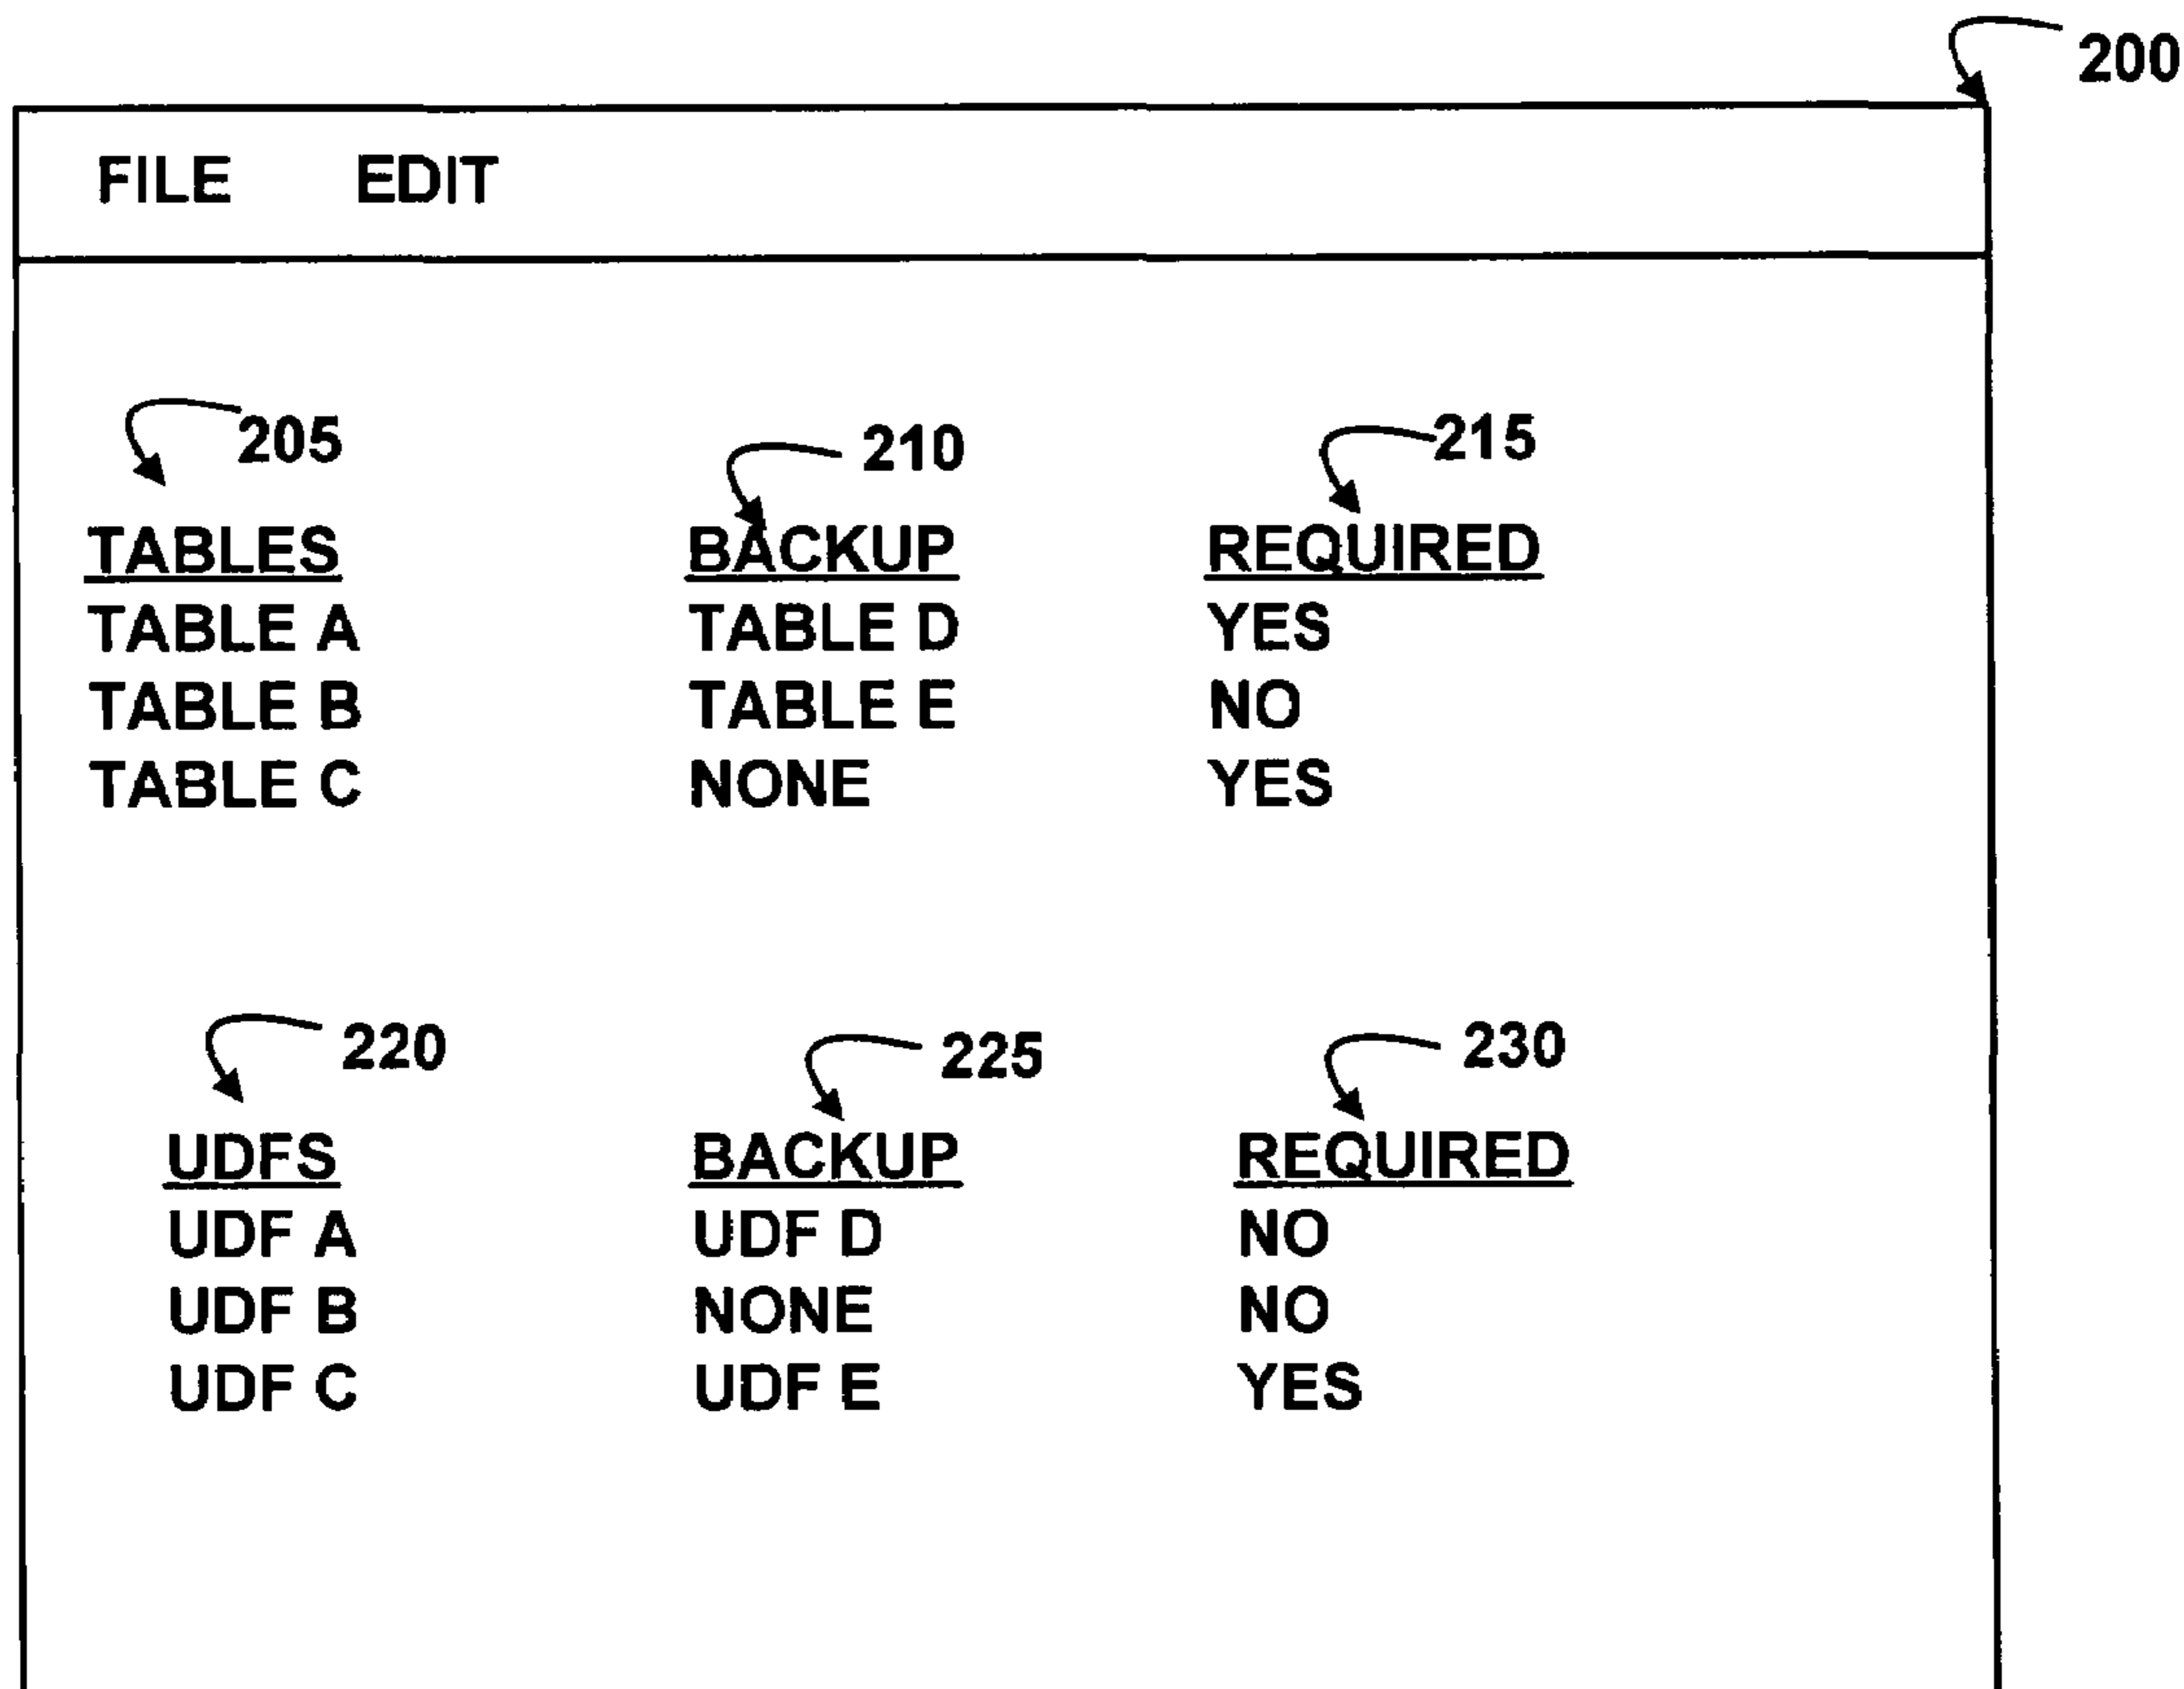 200
FILE EDIT
205 210 215
TABLES BACKUP REQUIRED
TABLE A TABLE D YES
TABLE B TABLE E NO
TABLE C NONE YES
220 225 230
UDFS BACKUP REQUIRED
UDF A UDF D NO
UDF B NONE NO
UDF C UDF E YES